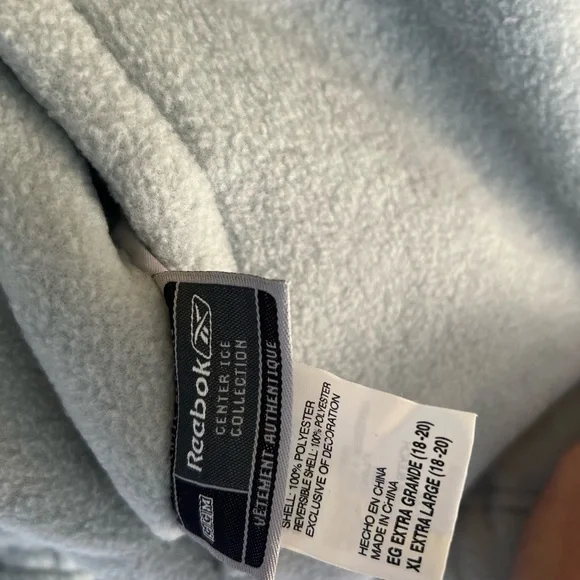 Reebok
CENTER ICE
COLLECTION
CCM
VÊTEMENT AUTHENTIQUE
SHELL: 100% POLYESTER
REVERSIBLE SHELL: 100% POLYESTER
EXCLUSIVE OF DECORATION
HECHO EN CHINA
MADE IN CHINA
EG EXTRA GRANDE (18-20)
XL EXTRA LARGE (18-20)